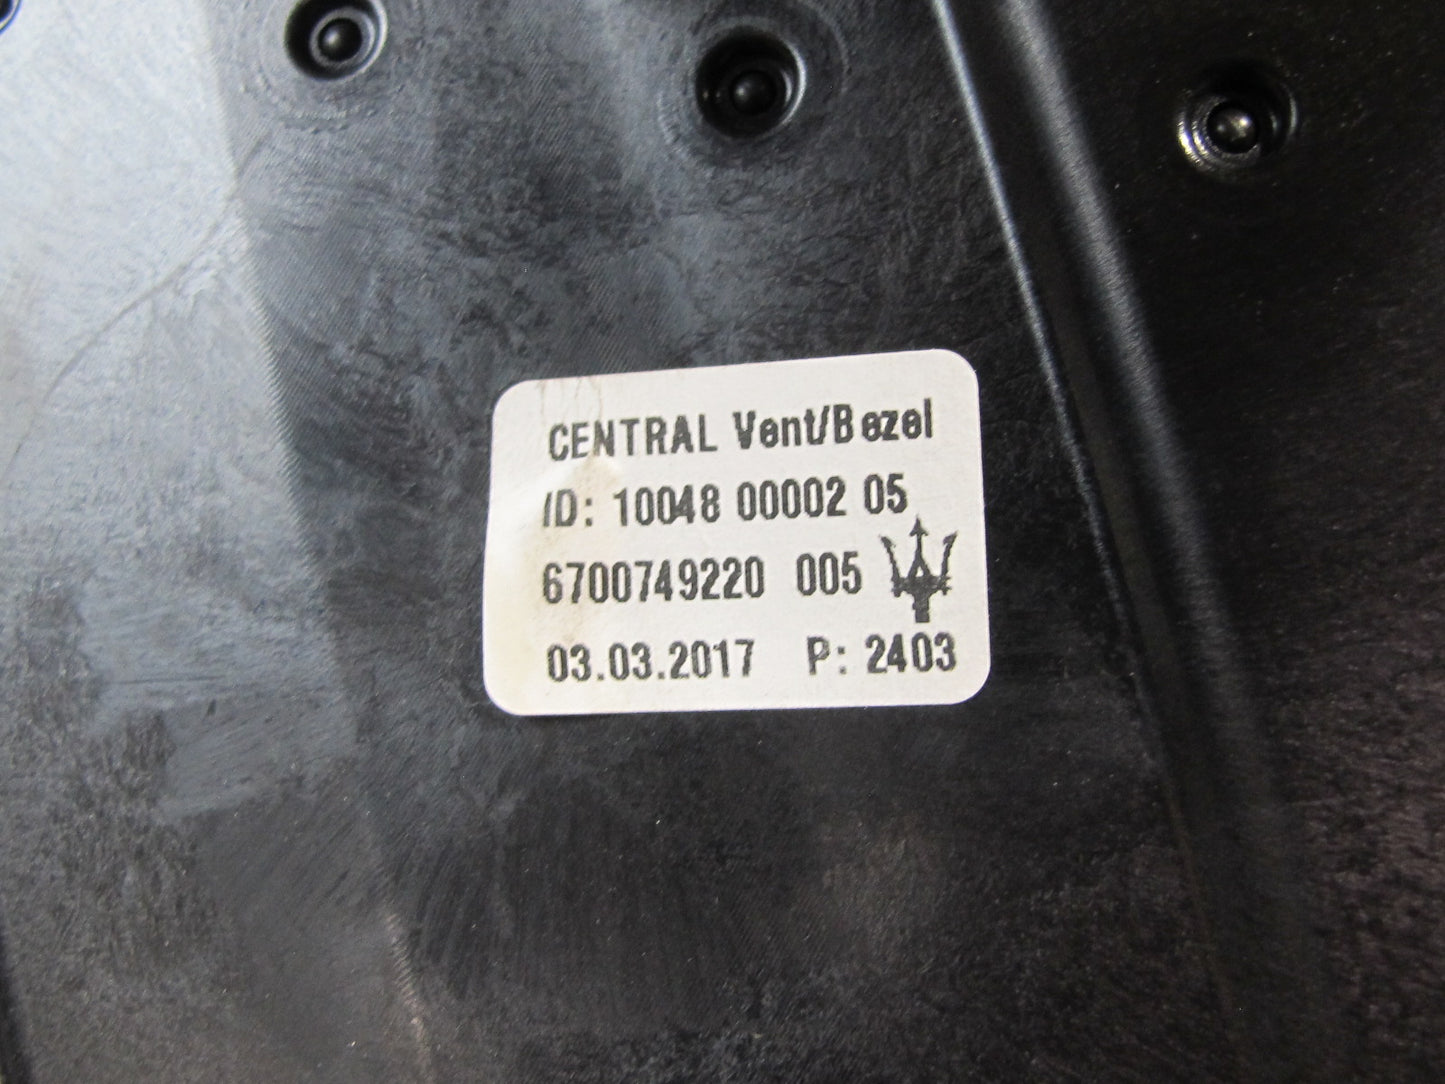 CENTRAL Vent/Bezel
ID: 10048 00002 05
6700749220 005
03.03.2017 P: 2403